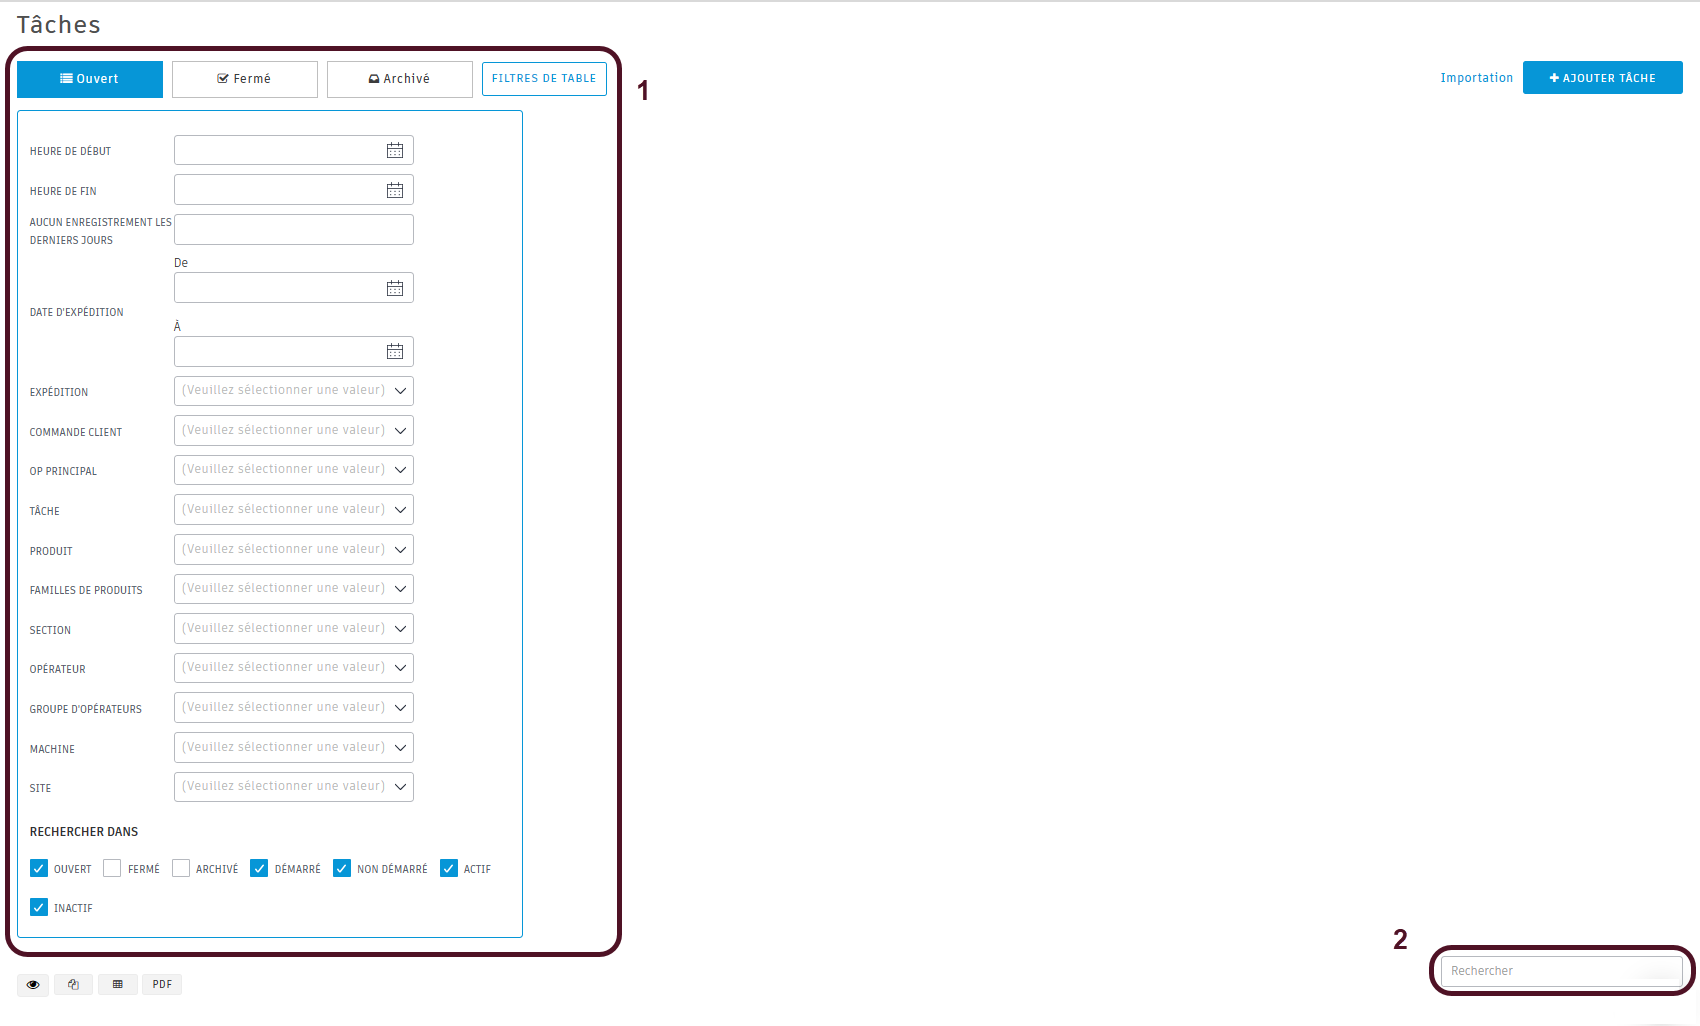 Tâches
Ouvert
Fermé
Archivé
FILTRES DE TABLE
1
Importation
AJOUTER TÂCHE
HEURE DE DÉBUT
HEURE DE FIN
AUCUN ENREGISTREMENT LES
DERNIERS JOURS
De
DATE D'EXPÉDITION
À
EXPÉDITION (Veuillez sélectionner une valeur)
COMMANDE CLIENT (Veuillez sélectionner une valeur)
OP PRINCIPAL (Veuillez sélectionner une valeur)
TÂCHE (Veuillez sélectionner une valeur)
PRODUIT (Veuillez sélectionner une valeur)
FAMILLES DE PRODUITS (Veuillez sélectionner une valeur)
SECTION (Veuillez sélectionner une valeur)
OPÉRATEUR (Veuillez sélectionner une valeur)
GROUPE D'OPÉRATEURS (Veuillez sélectionner une valeur)
MACHINE (Veuillez sélectionner une valeur)
SITE (Veuillez sélectionner une valeur)
RECHERCHER DANS
OUVERT FERMÉ ARCHIVÉ DÉMARRÉ NON DÉMARRÉ ACTIF
INACTIF
2
Rechercher
PDF